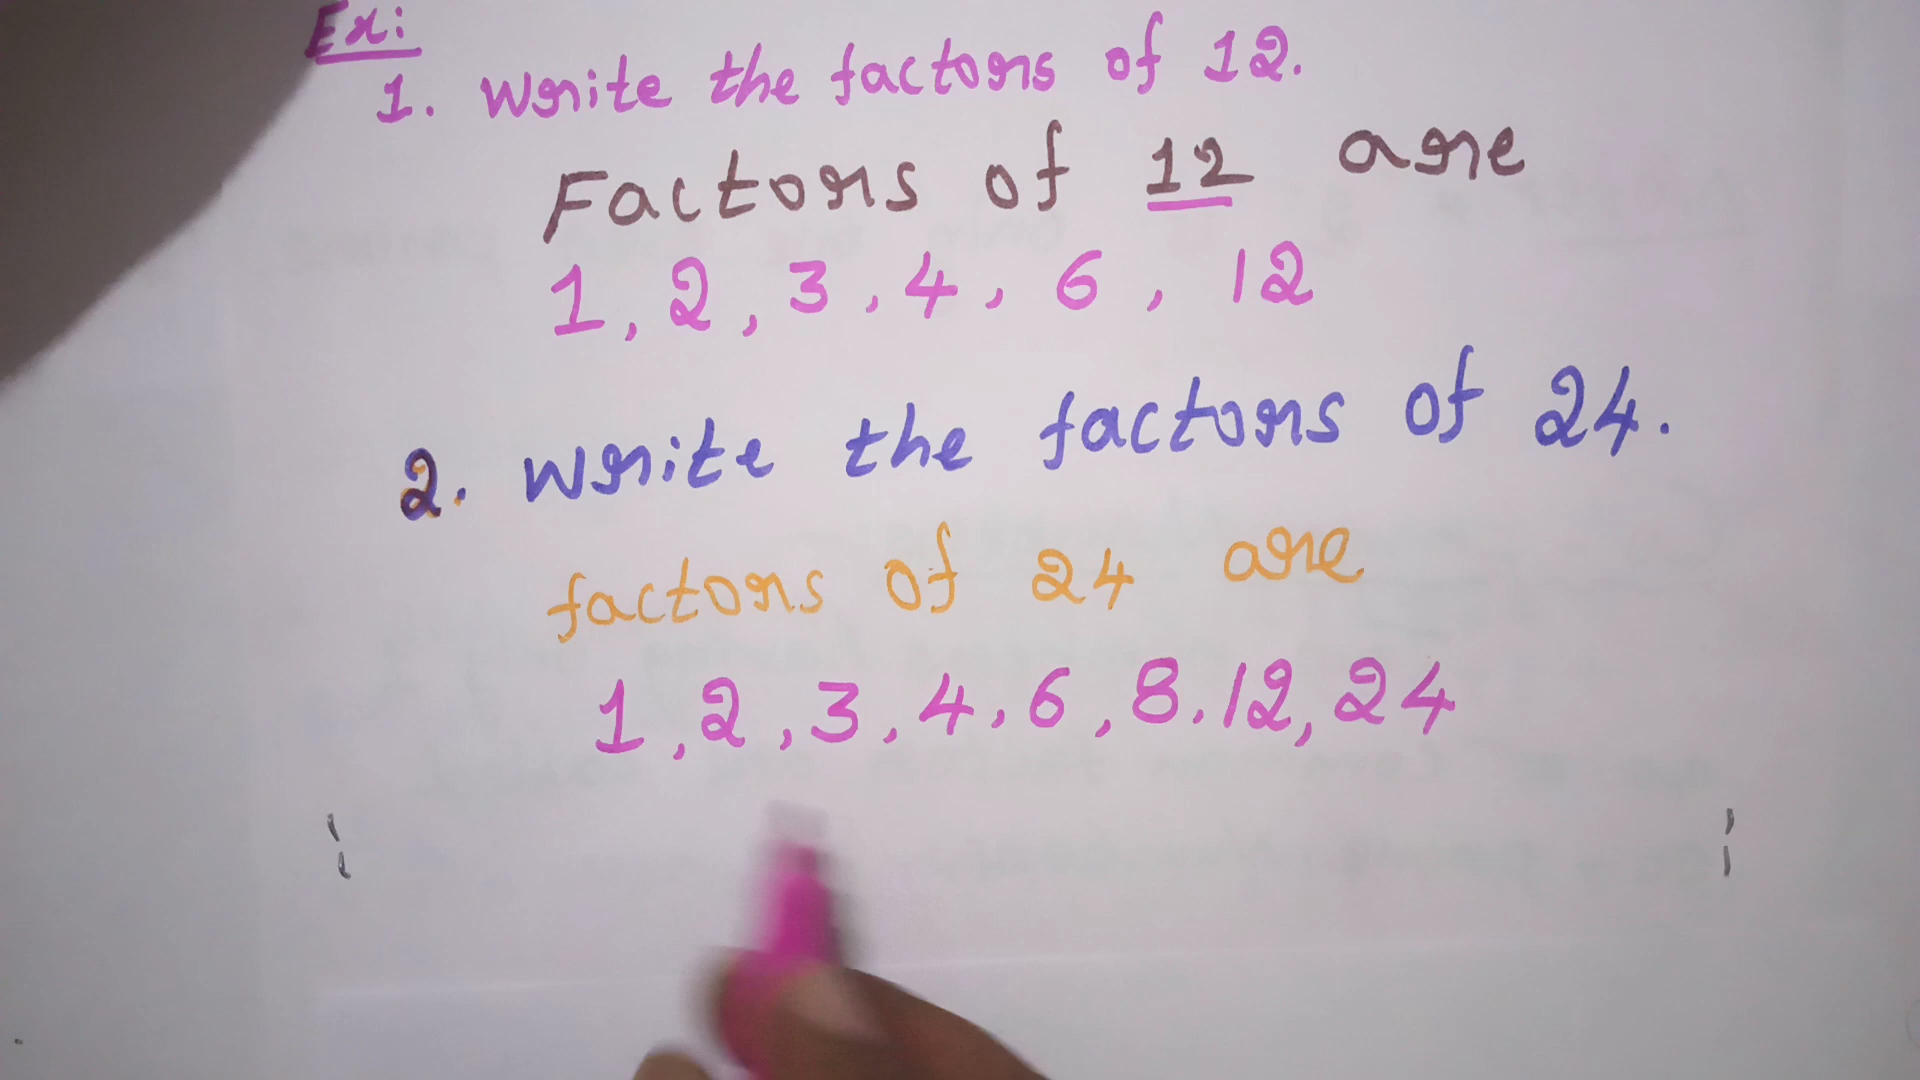 Ex:
1. Write the factors of 12.
Factors of 12 are
1, 2, 3, 4, 6, 12
2. Write the factors of 24.
factors of 24 are
1, 2, 3, 4, 6, 8, 12, 24